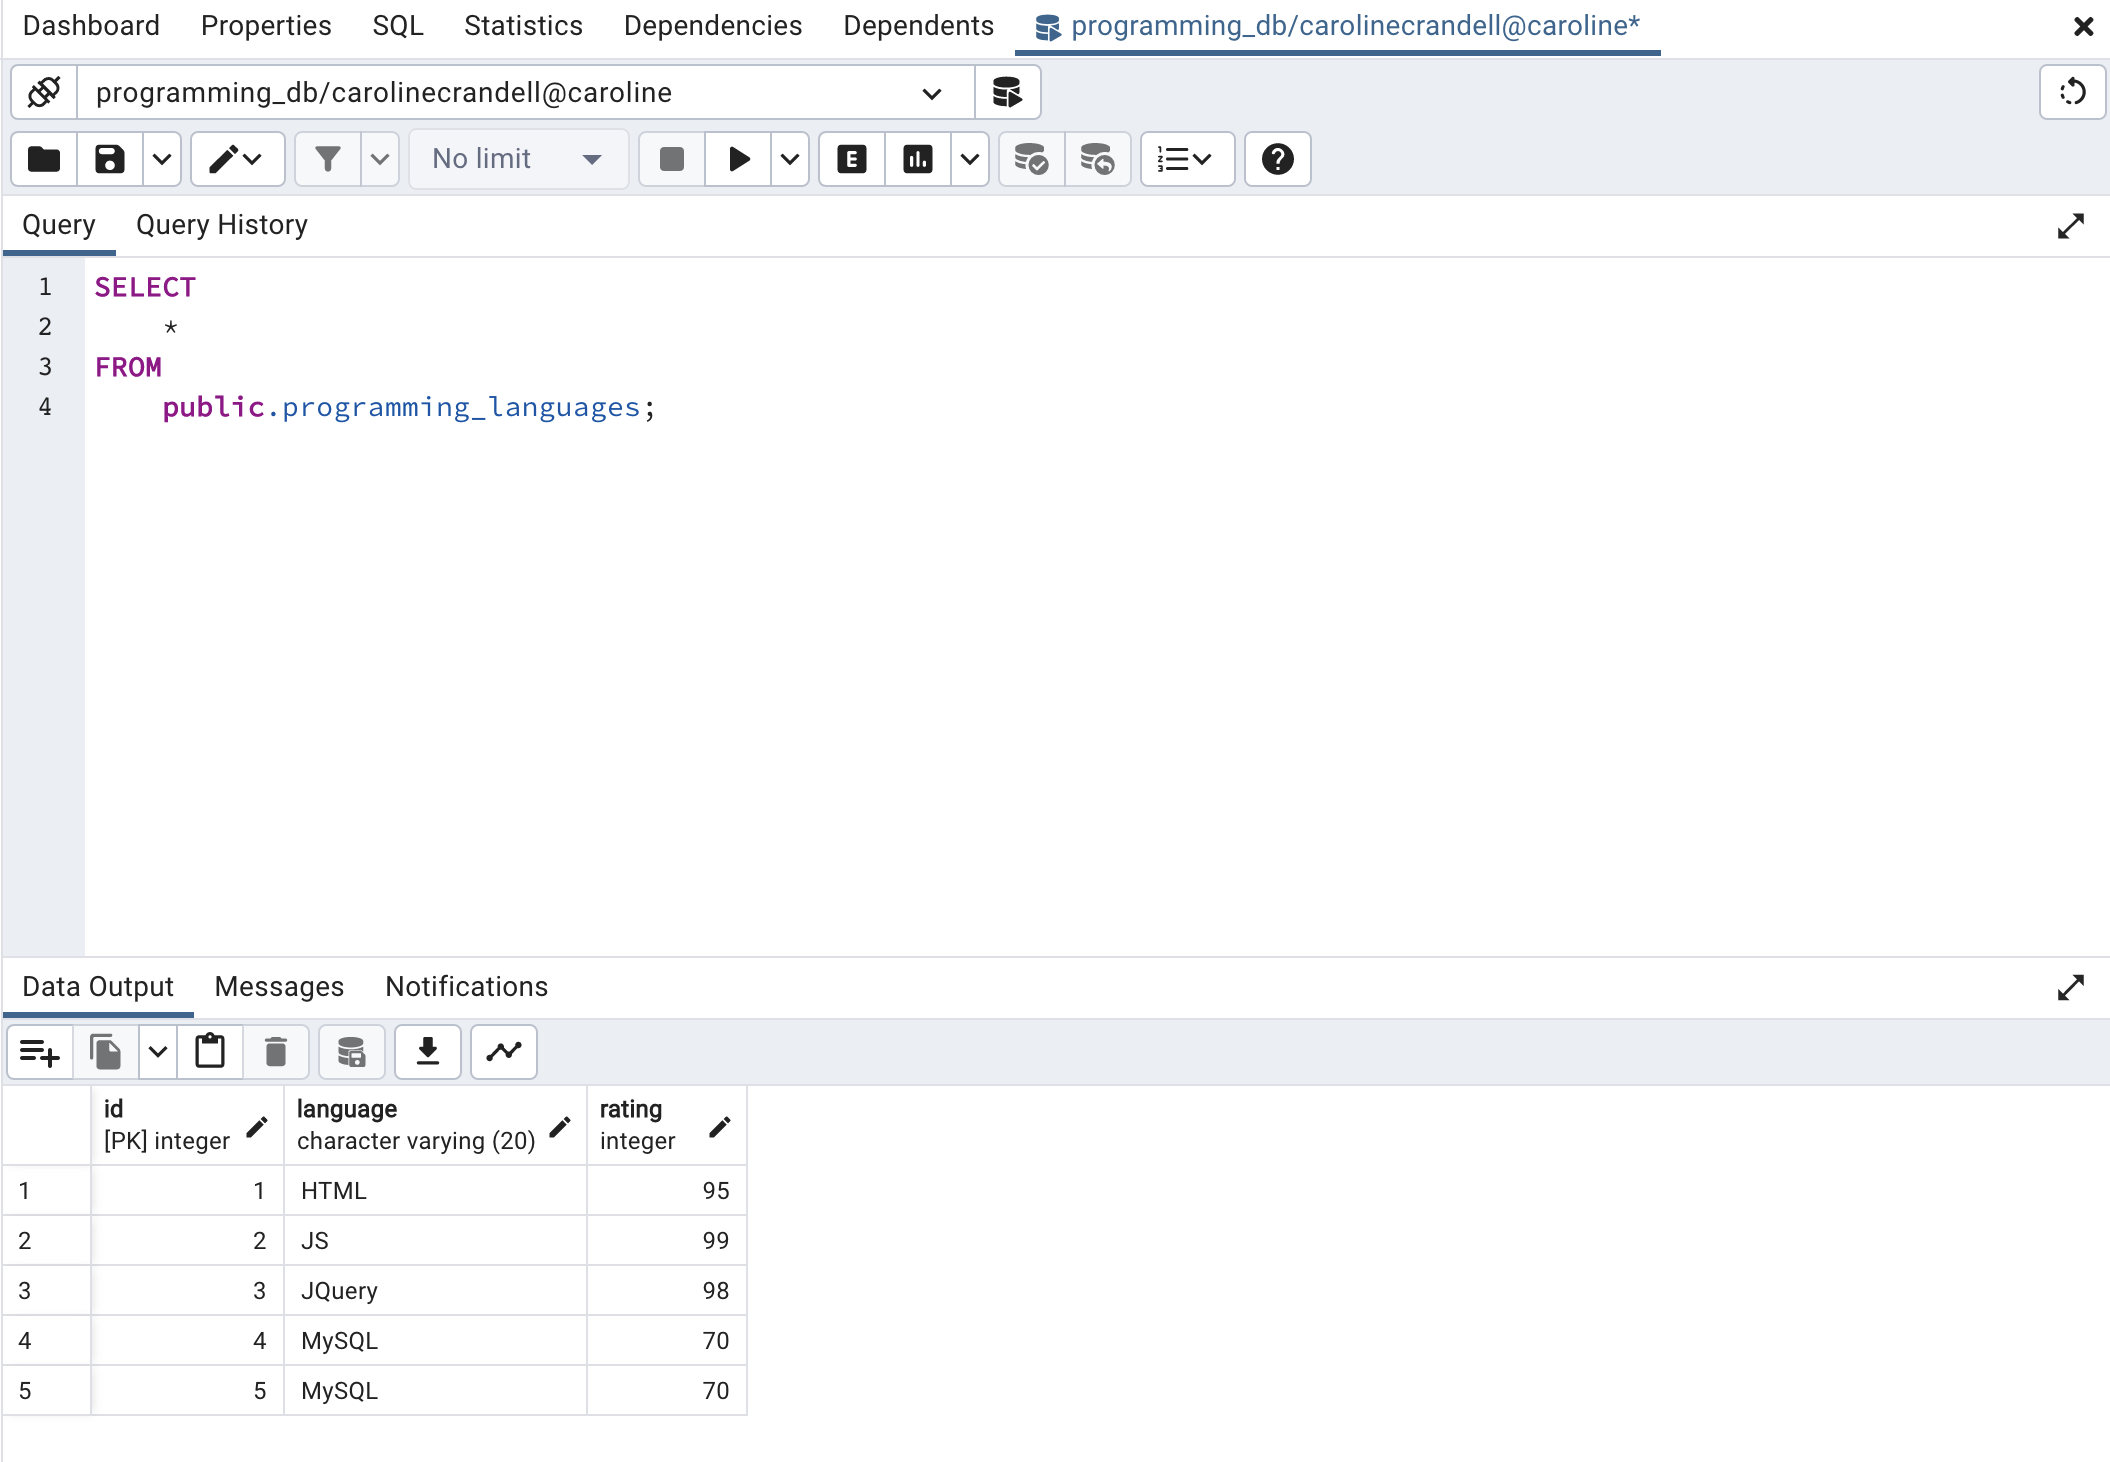 Dashboard Properties SQL Statistics Dependencies Dependents programming_db/carolinecrandell@caroline*
programming_db/carolinecrandell@caroline
No limit E
Query Query History
1 SELECT
2 *
3 FROM
4 public.programming_languages;
Data Output Messages Notifications
id language rating
[PK] integer character varying (20) integer
1 1 HTML 95
2 2 JS 99
3 3 JQuery 98
4 4 MySQL 70
5 5 MySQL 70